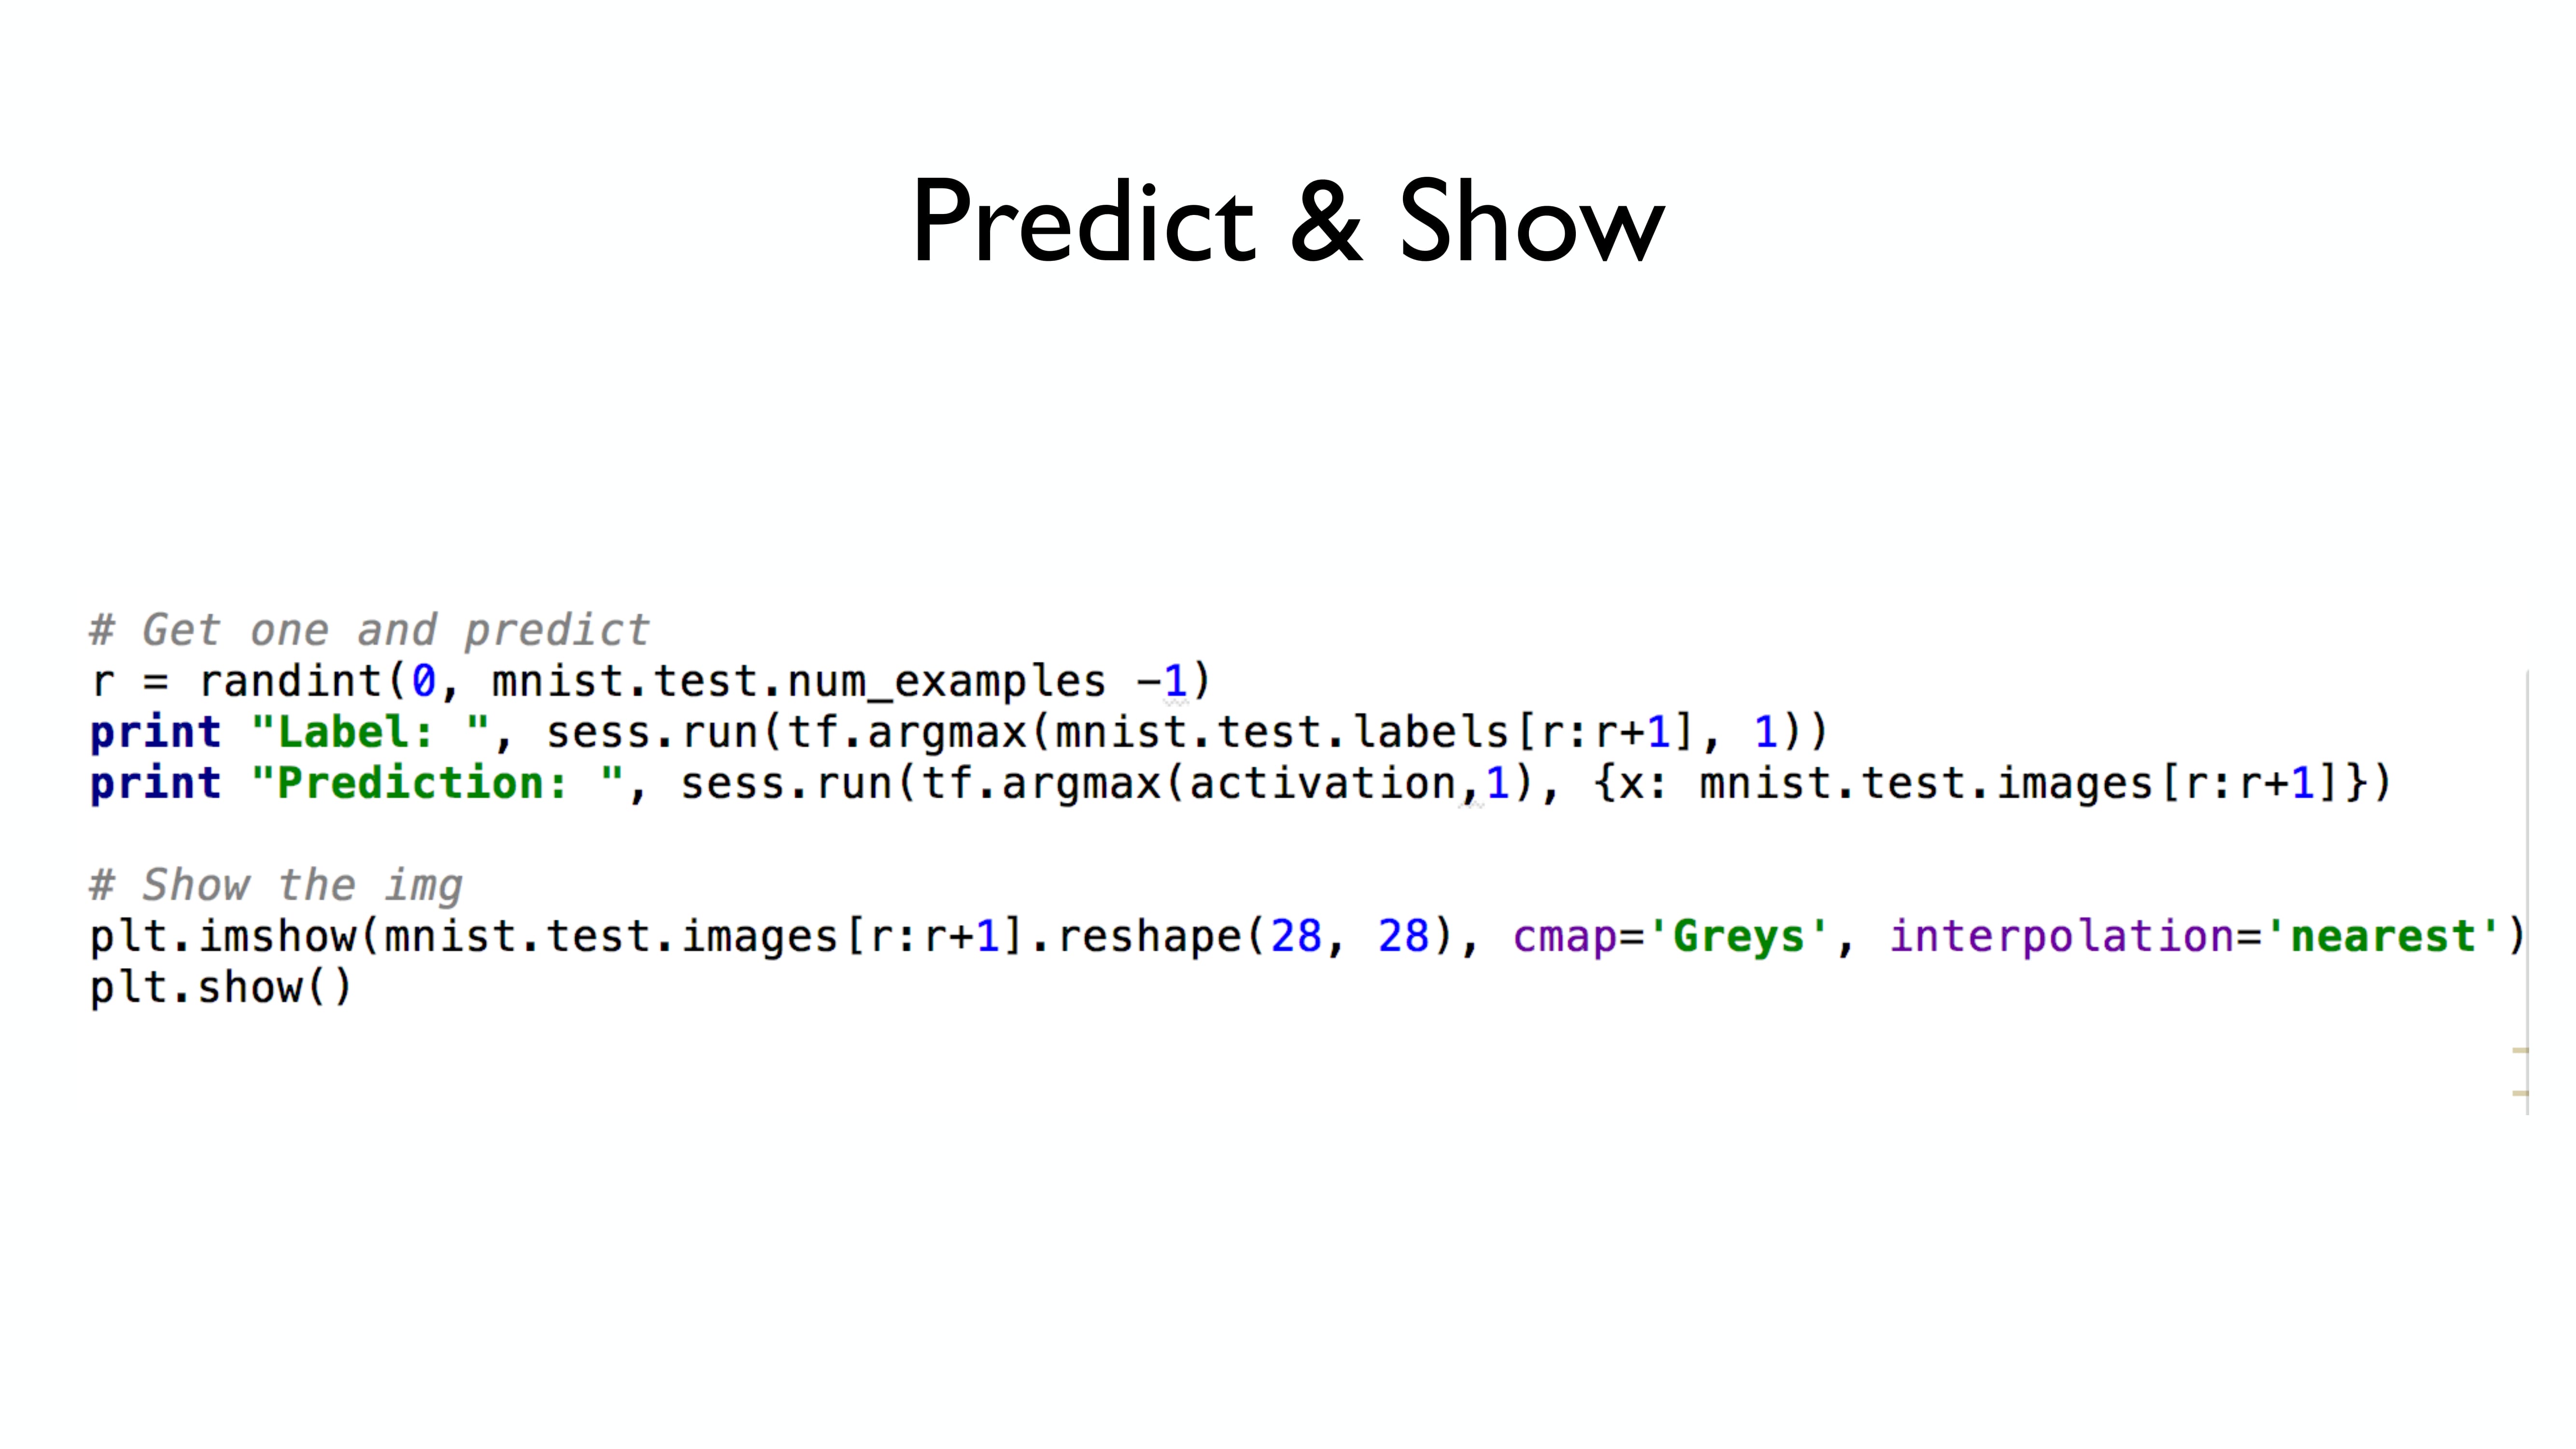 Predict & Show
# Get one and predict
r = randint(0, mnist.test.num_examples -1)
print "Label: ", sess.run(tf.argmax(mnist.test.labels[r:r+1], 1))
print "Prediction: ", sess.run(tf.argmax(activation,1), {x: mnist.test.images[r:r+1]})
# Show the img
plt.imshow(mnist.test.images[r:r+1].reshape(28, 28), cmap='Greys', interpolation='nearest')
plt.show()